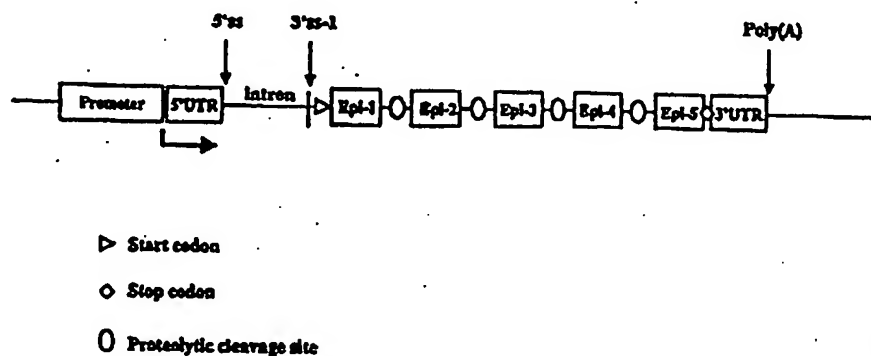 5'ss 3'ss-1 Poly(A)
Promoter 5'UTR Intron Epi-1 Epi-2 Epi-3 Epi-4 Epi-5 3'UTR
Start codon
Stop codon
Proteolytic cleavage site